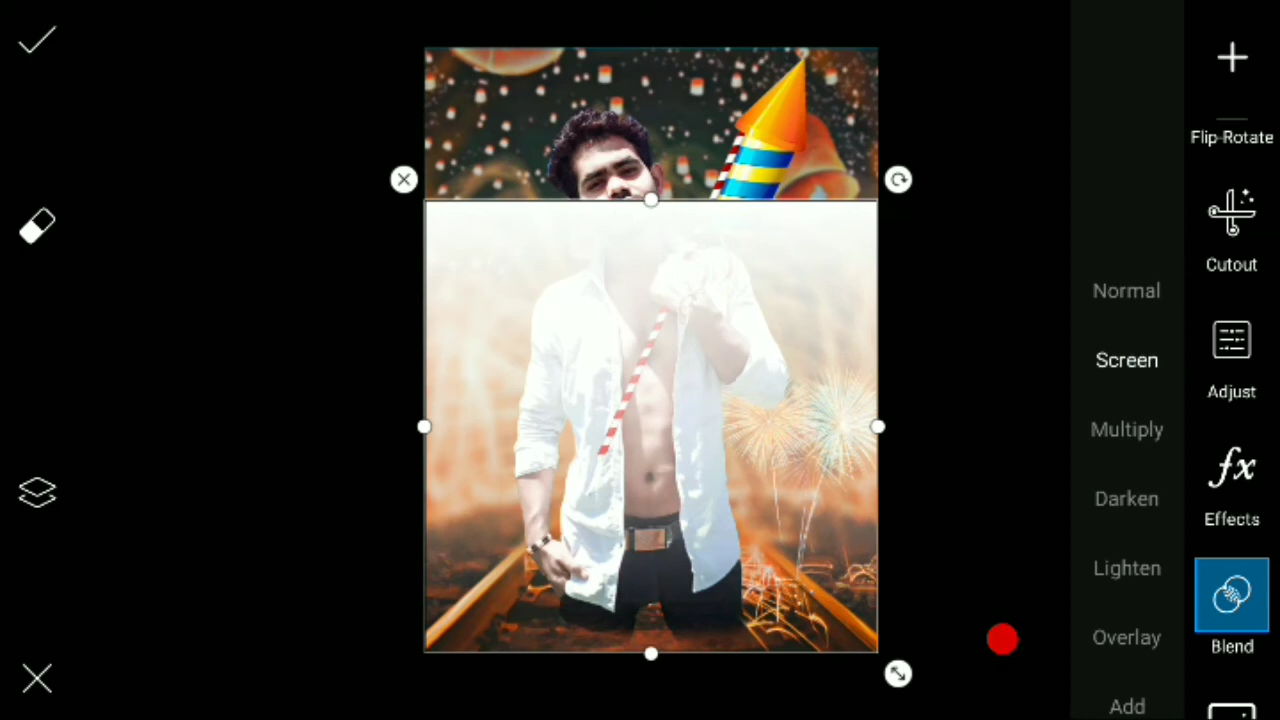 Flip-Rotate
Cutout
Adjust
Effects
Blend
Normal
Screen
Multiply
Darken
Lighten
Overlay
Add